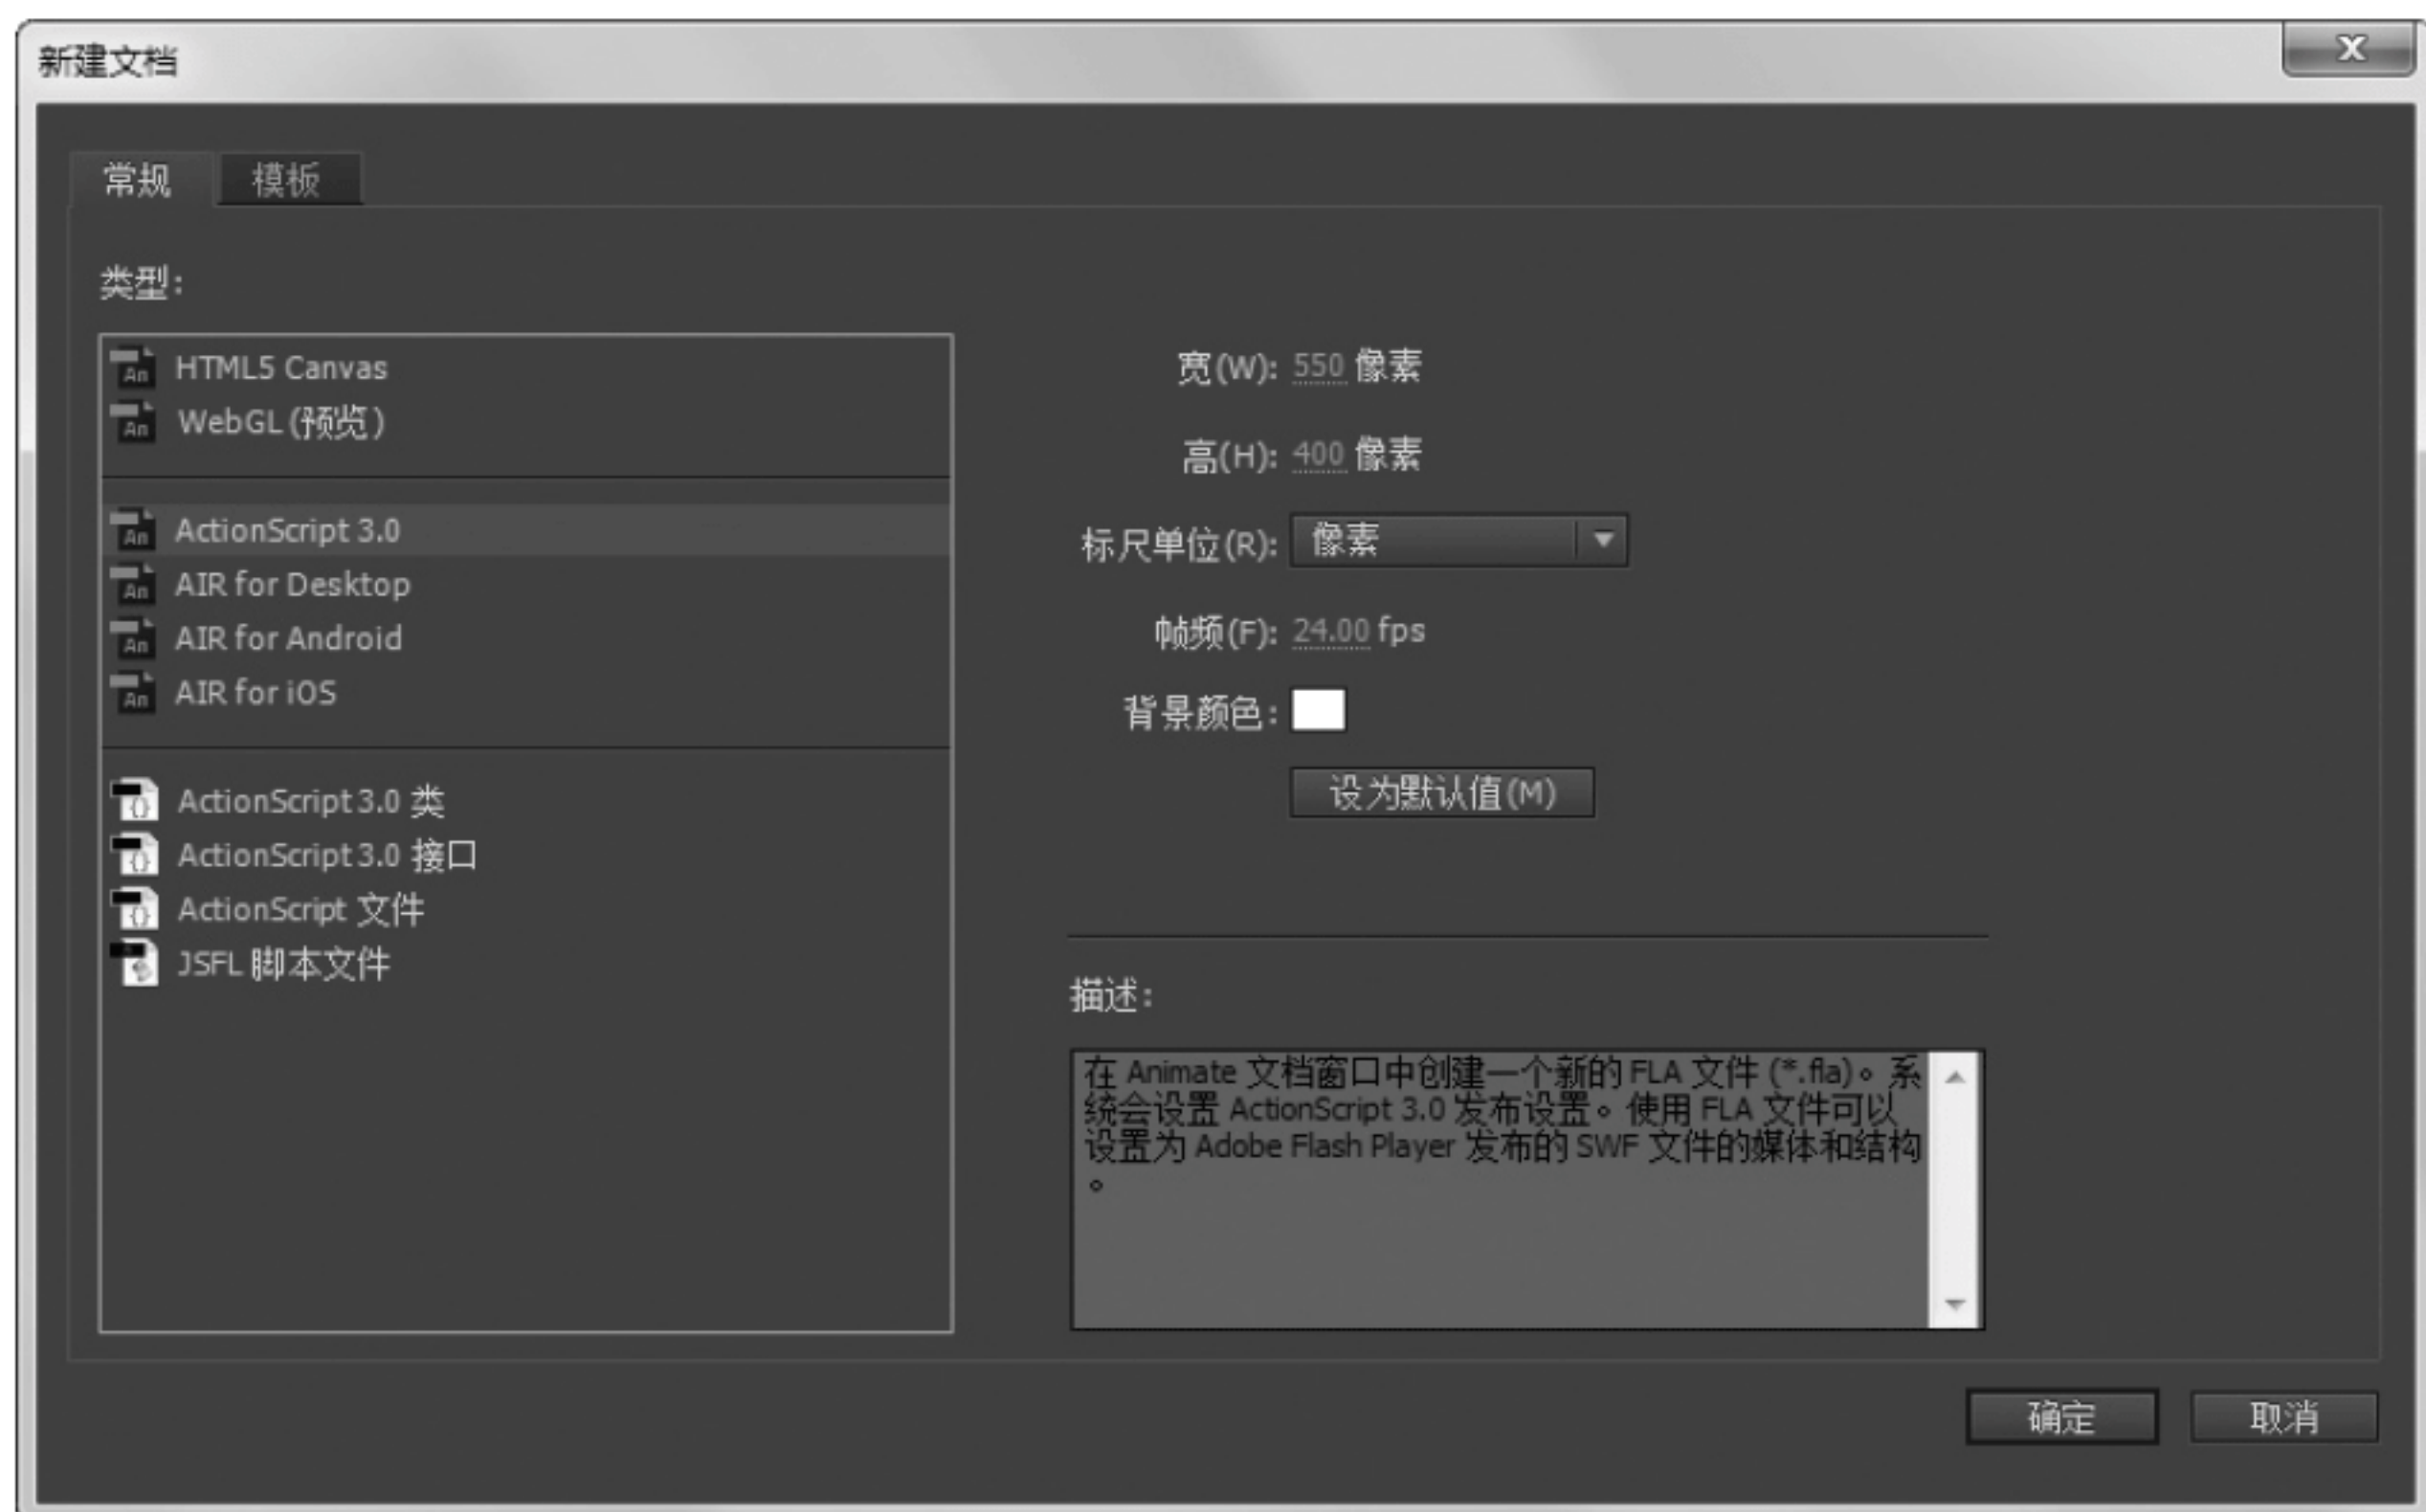 新建文档
X
常规
模板
类型:
HTML5 Canvas
WebGL (预览)
ActionScript 3.0
AIR for Desktop
AIR for Android
AIR for iOS
ActionScript 3.0 类
ActionScript 3.0 接口
ActionScript 文件
JSFL 脚本文件
宽(W): 550 像素
高(H): 400 像素
标尺单位(R): 像素
帧频(F): 24.00 fps
背景颜色:
设为默认值(M)
描述:
在 Animate 文档窗口中创建一个新的 FLA 文件 (*.fla)。系
统会设置 ActionScript 3.0 发布设置。使用 FLA 文件可以
设置为 Adobe Flash Player 发布的 SWF 文件的媒体和结构
。
确定
取消